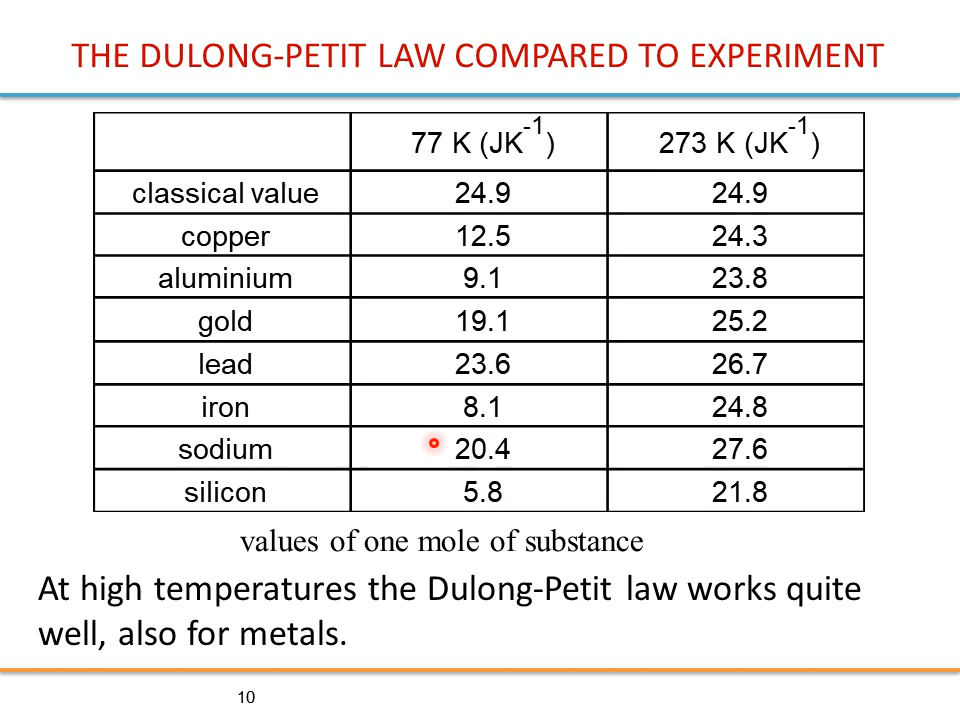 THE DULONG-PETIT LAW COMPARED TO EXPERIMENT
77 K (JK-1) 273 K (JK-1)
classical value 24.9 24.9
copper 12.5 24.3
aluminium 9.1 23.8
gold 19.1 25.2
lead 23.6 26.7
iron 8.1 24.8
sodium 20.4 27.6
silicon 5.8 21.8
values of one mole of substance
At high temperatures the Dulong-Petit law works quite
well, also for metals.
10